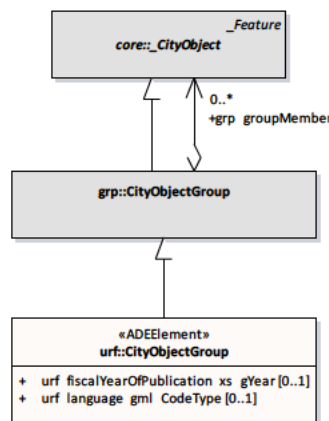 _Feature
core::_CityObject
0..*
+grp groupMember
grp::CityObjectGroup
«ADEElement»
urf::CityObjectGroup
+ urf fiscalYearOfPublication xs gYear [0..1]
+ urf language gml CodeType [0..1]